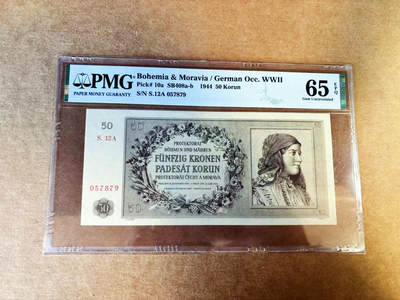 PMG
PAPER MONEY GUARANTY
Bohemia & Moravia / German Occ. WWII
Pick# 10a SB408a-b 1944 50 Korun
S/N S.12A 057879
65 EPQ
Gem Uncirculated
50
S. 12A
PROTEKTORAT
BÖHMEN UND MÄHREN
FÜNFZIG KRONEN
PADESÁT KORUN
PROTEKTORÁT ČECHY A MORAVA
057879
50
50